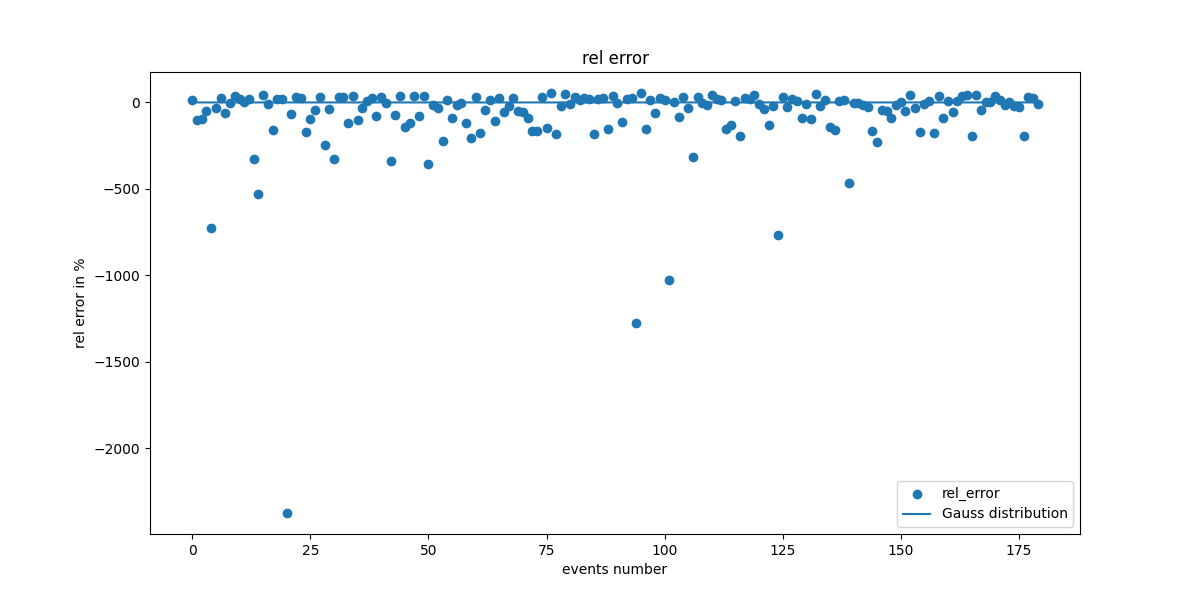 rel error
rel error in %
0
−500
−1000
−1500
−2000
0 25 50 75 100 125 150 175
events number
rel_error
Gauss distribution